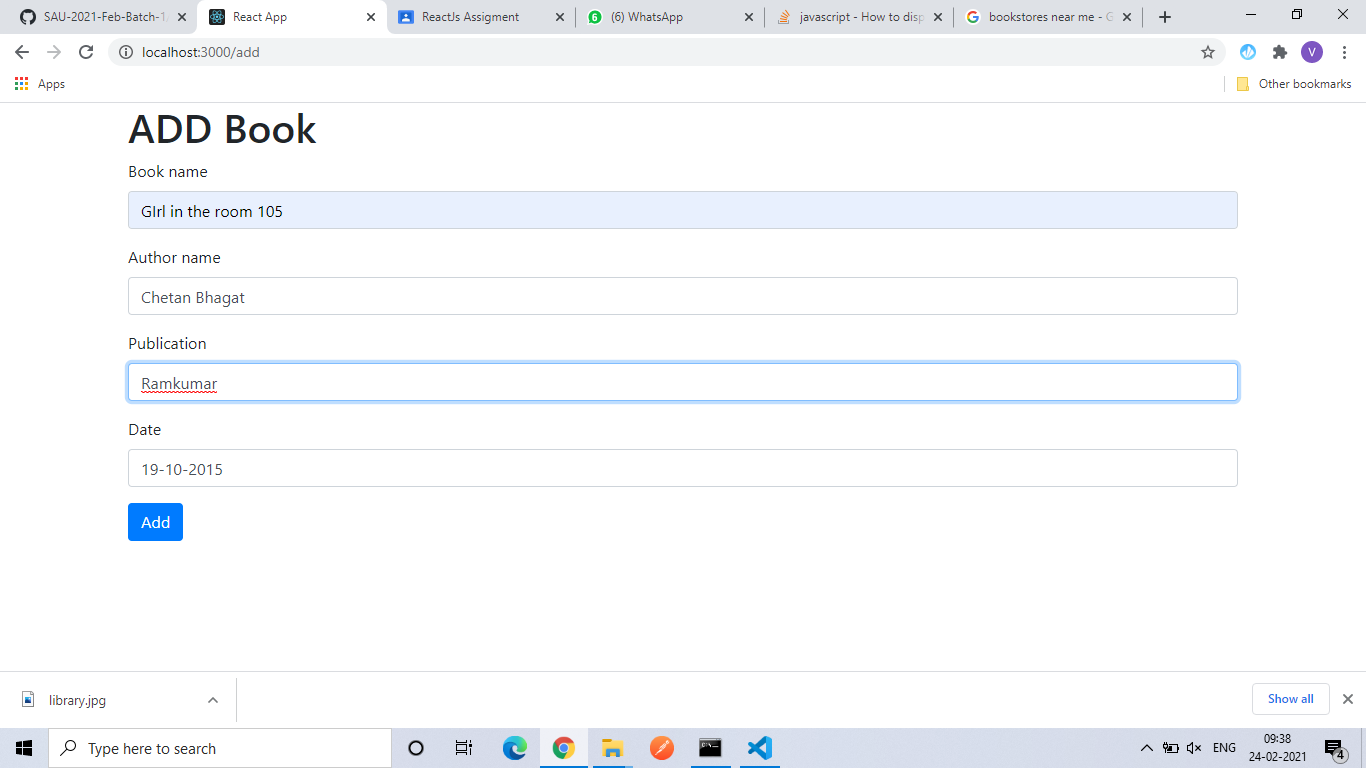 SAU-2021-Feb-Batch-1/
React App
ReactJs Assigment
6 (6) WhatsApp
javascript - How to disp
bookstores near me - G
localhost:3000/add
V
Apps
Other bookmarks
ADD Book
Book name
GIrl in the room 105
Author name
Chetan Bhagat
Publication
Ramkumar
Date
19-10-2015
Add
library.jpg
Show all
Type here to search
ENG
09:38
24-02-2021
4